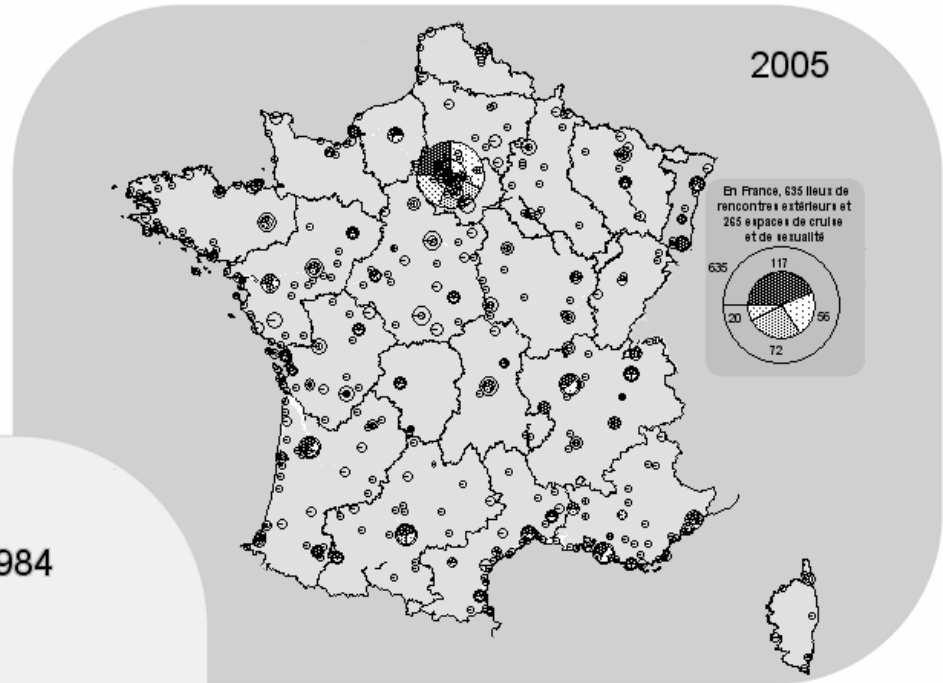 2005
En France, 635 lieux de
rencontres extérieurs et
265 espaces de cruise
et de sexualité
635
117
120
56
72
984